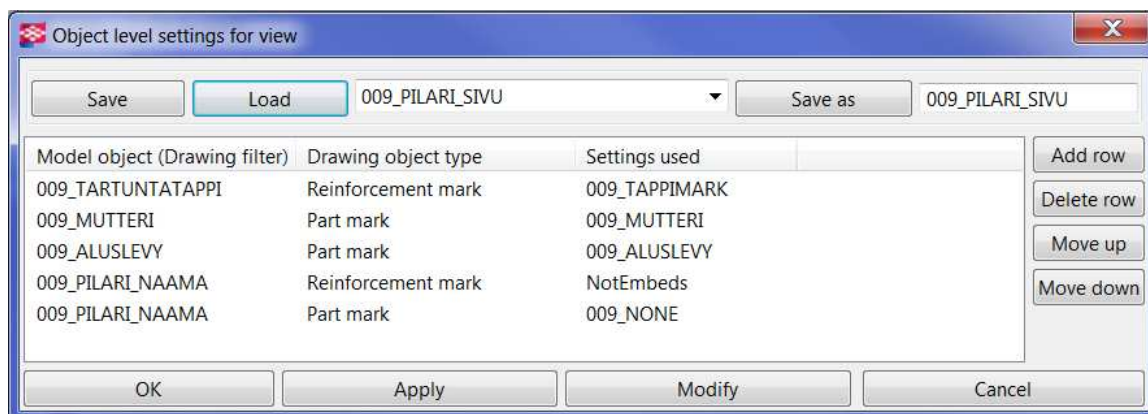 Object level settings for view
X
Save Load 009_PILARI_SIVU Save as 009_PILARI_SIVU
Model object (Drawing filter) Drawing object type Settings used Add row
009_TARTUNTATAPPI Reinforcement mark 009_TAPPIMARK Delete row
009_MUTTERI Part mark 009_MUTTERI
009_ALUSLEVY Part mark 009_ALUSLEVY Move up
009_PILARI_NAAMA Reinforcement mark NotEmbeds Move down
009_PILARI_NAAMA Part mark 009_NONE
OK Apply Modify Cancel